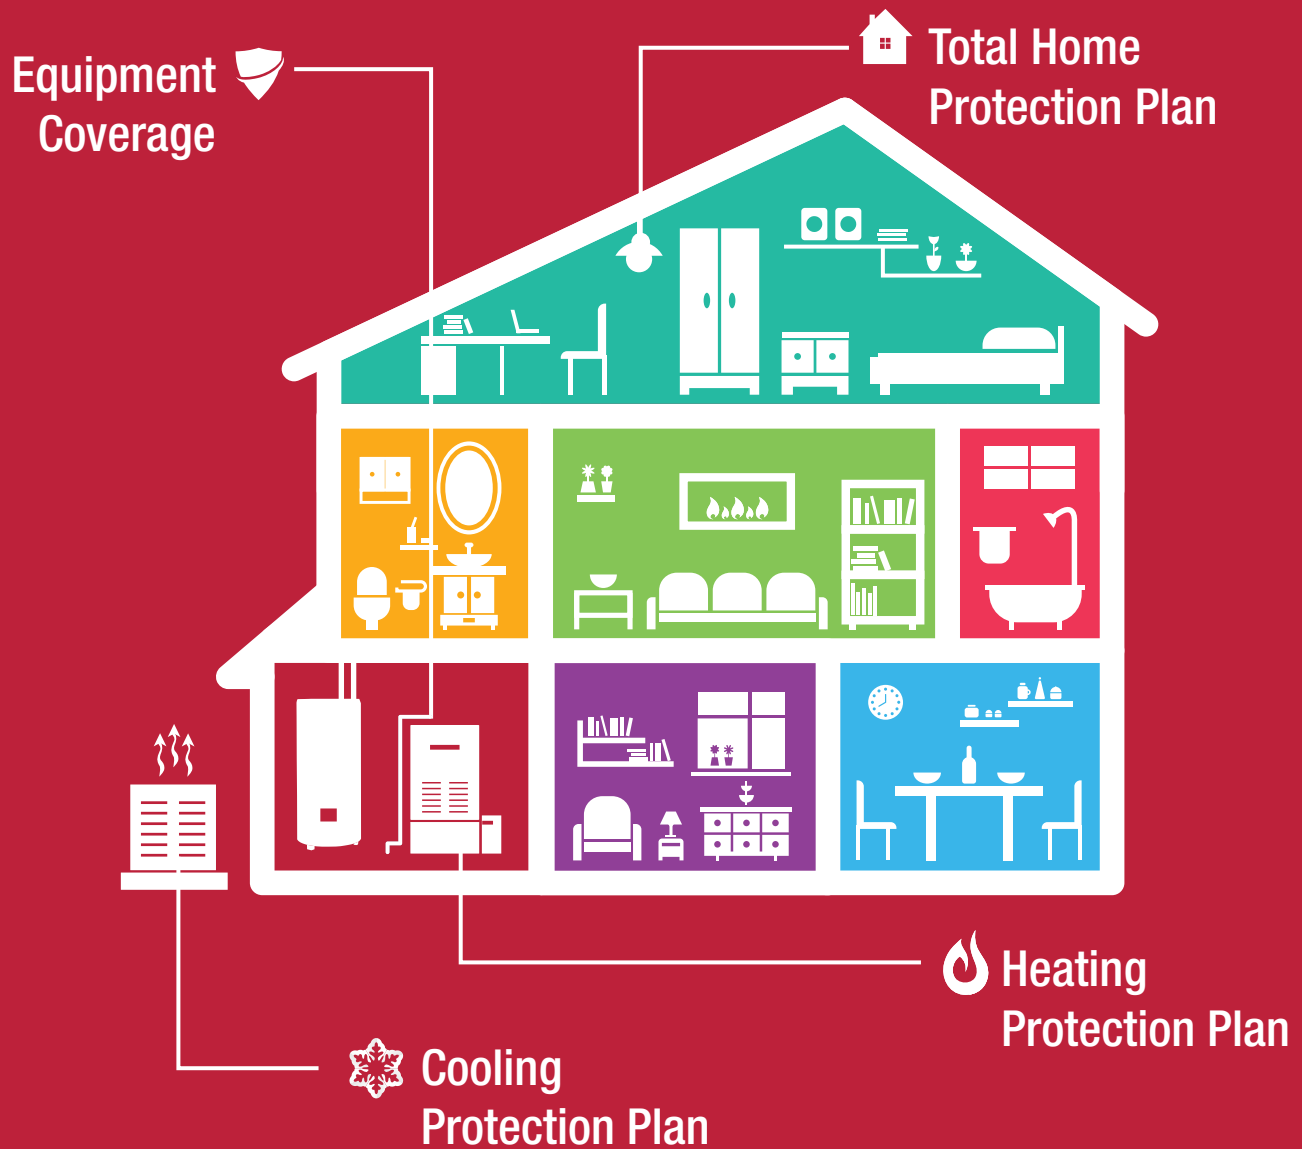 Equipment
Coverage
Total Home
Protection Plan
Heating
Protection Plan
Cooling
Protection Plan